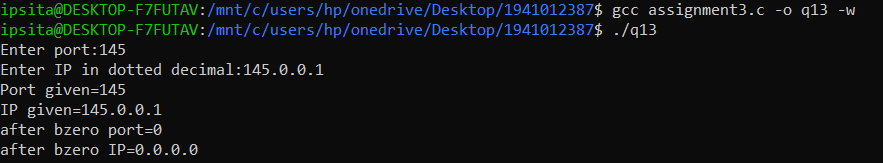 ipsita@DESKTOP-F7FUTAV:/mnt/c/users/hp/onedrive/Desktop/1941012387$ gcc assignment3.c -o q13 -w
ipsita@DESKTOP-F7FUTAV:/mnt/c/users/hp/onedrive/Desktop/1941012387$ ./q13
Enter port:145
Enter IP in dotted decimal:145.0.0.1
Port given=145
IP given=145.0.0.1
after bzero port=0
after bzero IP=0.0.0.0